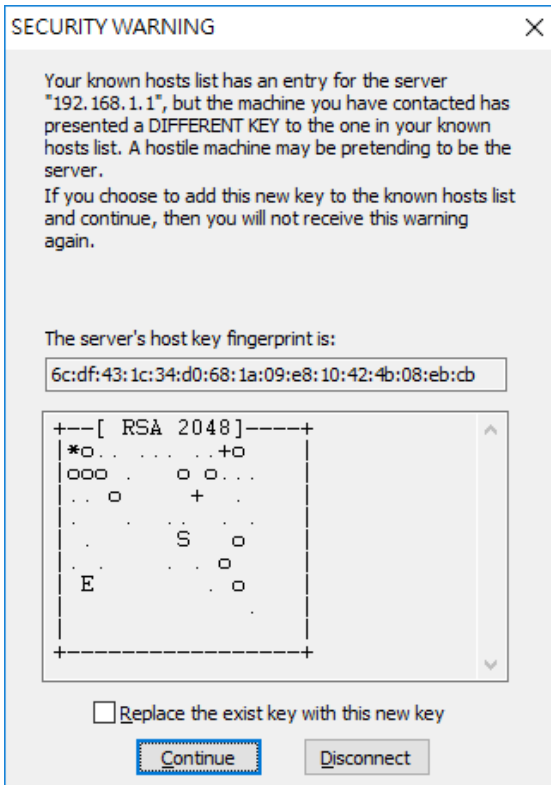 SECURITY WARNING
Your known hosts list has an entry for the server
"192.168.1.1", but the machine you have contacted has
presented a DIFFERENT KEY to the one in your known
hosts list. A hostile machine may be pretending to be the
server.
If you choose to add this new key to the known hosts list
and continue, then you will not receive this warning
again.
The server's host key fingerprint is:
6c:df:43:1c:34:d0:68:1a:09:e8:10:42:4b:08:eb:cb
+--[ RSA 2048]----+
|*o.. ... ..+o    |
|ooo .   o o...   |
|.. o     +  .    |
|.   .  .. . .    |
| .      S   o    |
|. .    . . o     |
| E        . o    |
|             .   |
|                 |
+-----------------+
Replace the exist key with this new key
Continue Disconnect